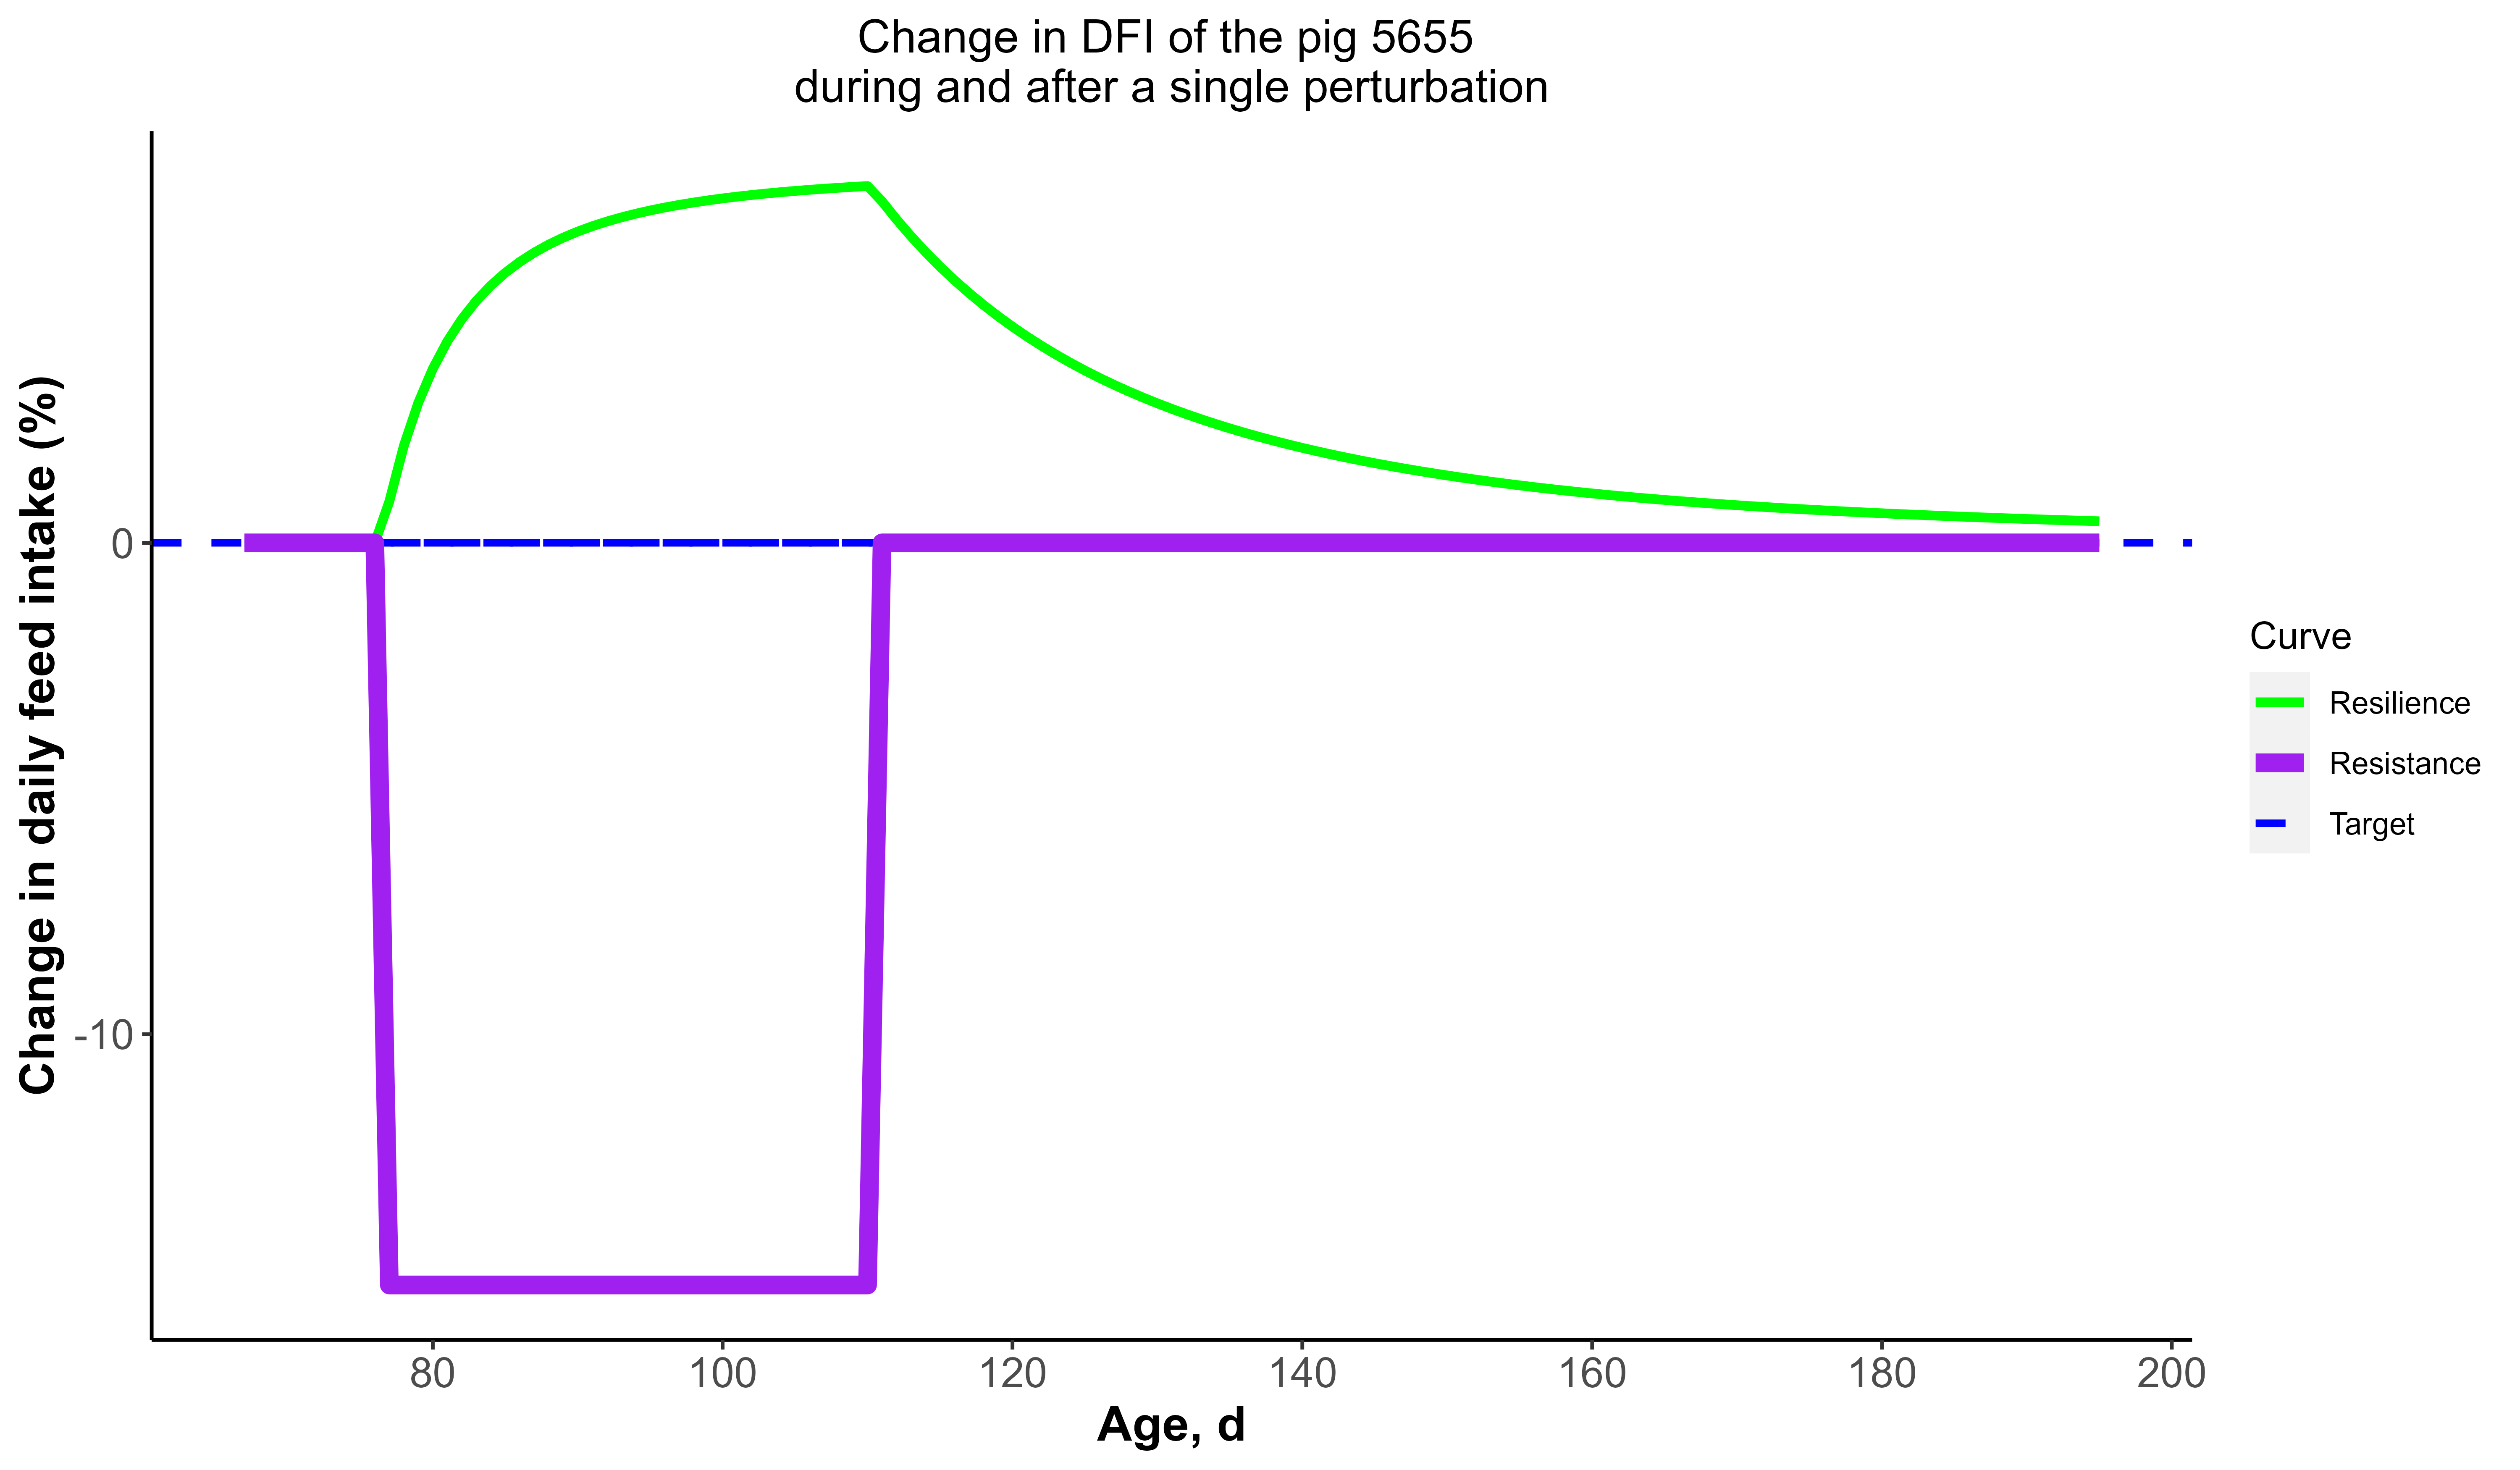 Change in DFI of the pig 5655
during and after a single perturbation
Change in daily feed intake (%)
0
-10
80
100
120
140
160
180
200
Age, d
Curve
Resilience
Resistance
Target